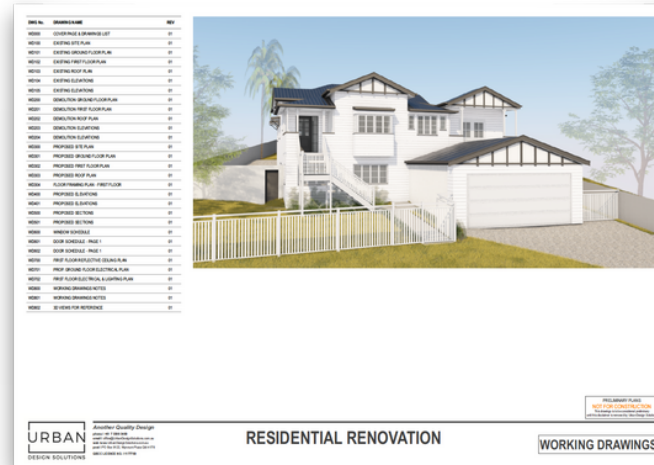 DWG No. DRAWING NAME REV
WD000 COVER PAGE & DRAWINGS LIST 01
WD100 EXISTING SITE PLAN 01
WD101 EXISTING GROUND FLOOR PLAN 01
WD102 EXISTING FIRST FLOOR PLAN 01
WD103 EXISTING ROOF PLAN 01
WD104 EXISTING ELEVATIONS 01
WD105 EXISTING ELEVATIONS 01
WD200 DEMOLITION GROUND FLOOR PLAN 01
WD201 DEMOLITION FIRST FLOOR PLAN 01
WD202 DEMOLITION ROOF PLAN 01
WD203 DEMOLITION ELEVATIONS 01
WD204 DEMOLITION ELEVATIONS 01
WD300 PROPOSED SITE PLAN 01
WD301 PROPOSED GROUND FLOOR PLAN 01
WD302 PROPOSED FIRST FLOOR PLAN 01
WD303 PROPOSED ROOF PLAN 01
WD304 FLOOR FRAMING PLAN - FIRST FLOOR 01
WD400 PROPOSED ELEVATIONS 01
WD401 PROPOSED ELEVATIONS 01
WD500 PROPOSED SECTIONS 01
WD501 PROPOSED SECTIONS 01
WD600 WINDOW SCHEDULE 01
WD601 DOOR SCHEDULE - PAGE 1 01
WD602 DOOR SCHEDULE - PAGE 1 01
WD700 FIRST FLOOR REFLECTIVE CEILING PLAN 01
WD701 PROP. GROUND FLOOR ELECTRICAL PLAN 01
WD702 FIRST FLOOR ELECTRICAL & LIGHTING PLAN 01
WD800 WORKING DRAWINGS NOTES 01
WD801 WORKING DRAWINGS NOTES 01
WD802 3D VIEWS FOR REFERENCE 01
PRELIMINARY PLANS
NOT FOR CONSTRUCTION
URBAN
DESIGN SOLUTIONS
Another Quality Design
RESIDENTIAL RENOVATION
WORKING DRAWINGS